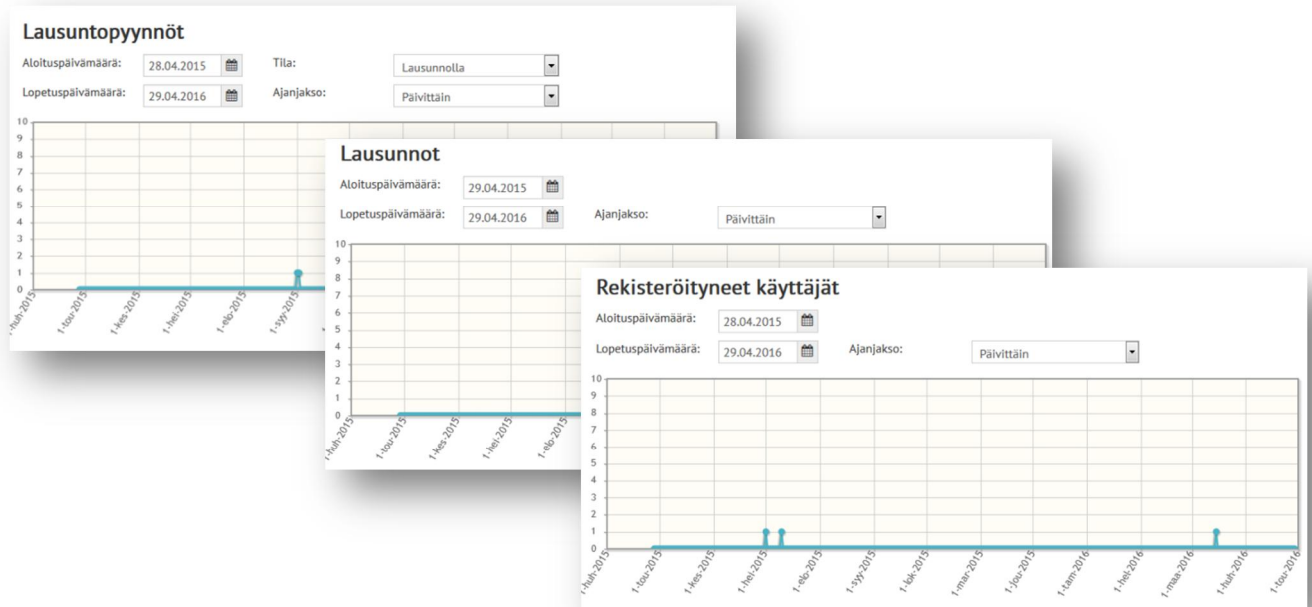 Lausuntopyynnöt
Aloituspäivämäärä: 28.04.2015 Tila: Lausunnolla
Lopetuspäivämäärä: 29.04.2016 Ajanjakso: Päivittäin
10
9
8
7
6
5
4
3
2
1
0
1-huh-2015 1-tou-2015 1-kes-2015 1-hei-2015 1-elo-2015 1-syy-2015
Lausunnot
Aloituspäivämäärä: 29.04.2015
Lopetuspäivämäärä: 29.04.2016 Ajanjakso: Päivittäin
10
9
8
7
6
5
4
3
2
1
0
1-huh-2015 1-tou-2015 1-kes-2015 1-hei-2015 1-elo-2015
Rekisteröityneet käyttäjät
Aloituspäivämäärä: 28.04.2015
Lopetuspäivämäärä: 29.04.2016 Ajanjakso: Päivittäin
10
9
8
7
6
5
4
3
2
1
0
1-huh-2015 1-tou-2015 1-kes-2015 1-hei-2015 1-elo-2015 1-syy-2015 1-lok-2015 1-mar-2015 1-jou-2015 1-tam-2016 1-hel-2016 1-maa-2016 1-huh-2016 1-tou-2016